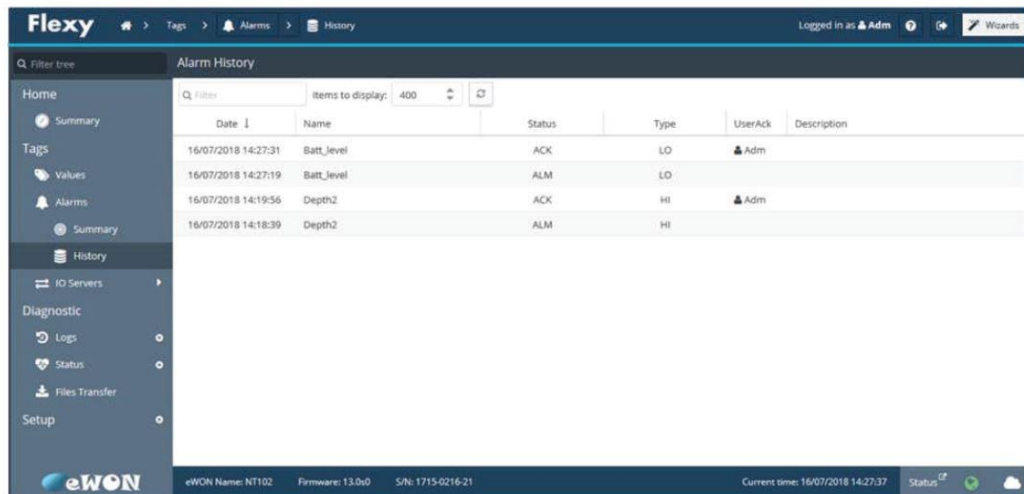 Flexy > Tags > Alarms > History Logged in as Adm Wizards
Filter tree Alarm History
Home Filter Items to display: 400
Summary Date ↓ Name Status Type UserAck Description
Tags 16/07/2018 14:27:31 Batt_level ACK LO Adm
Values 16/07/2018 14:27:19 Batt_level ALM LO
Alarms 16/07/2018 14:19:56 Depth2 ACK HI Adm
Summary 16/07/2018 14:18:39 Depth2 ALM HI
History
IO Servers
Diagnostic
Logs
Status
Files Transfer
Setup
eWON eWON Name: NT102 Firmware: 13.0s0 S/N: 1715-0216-21 Current time: 16/07/2018 14:27:37 Status